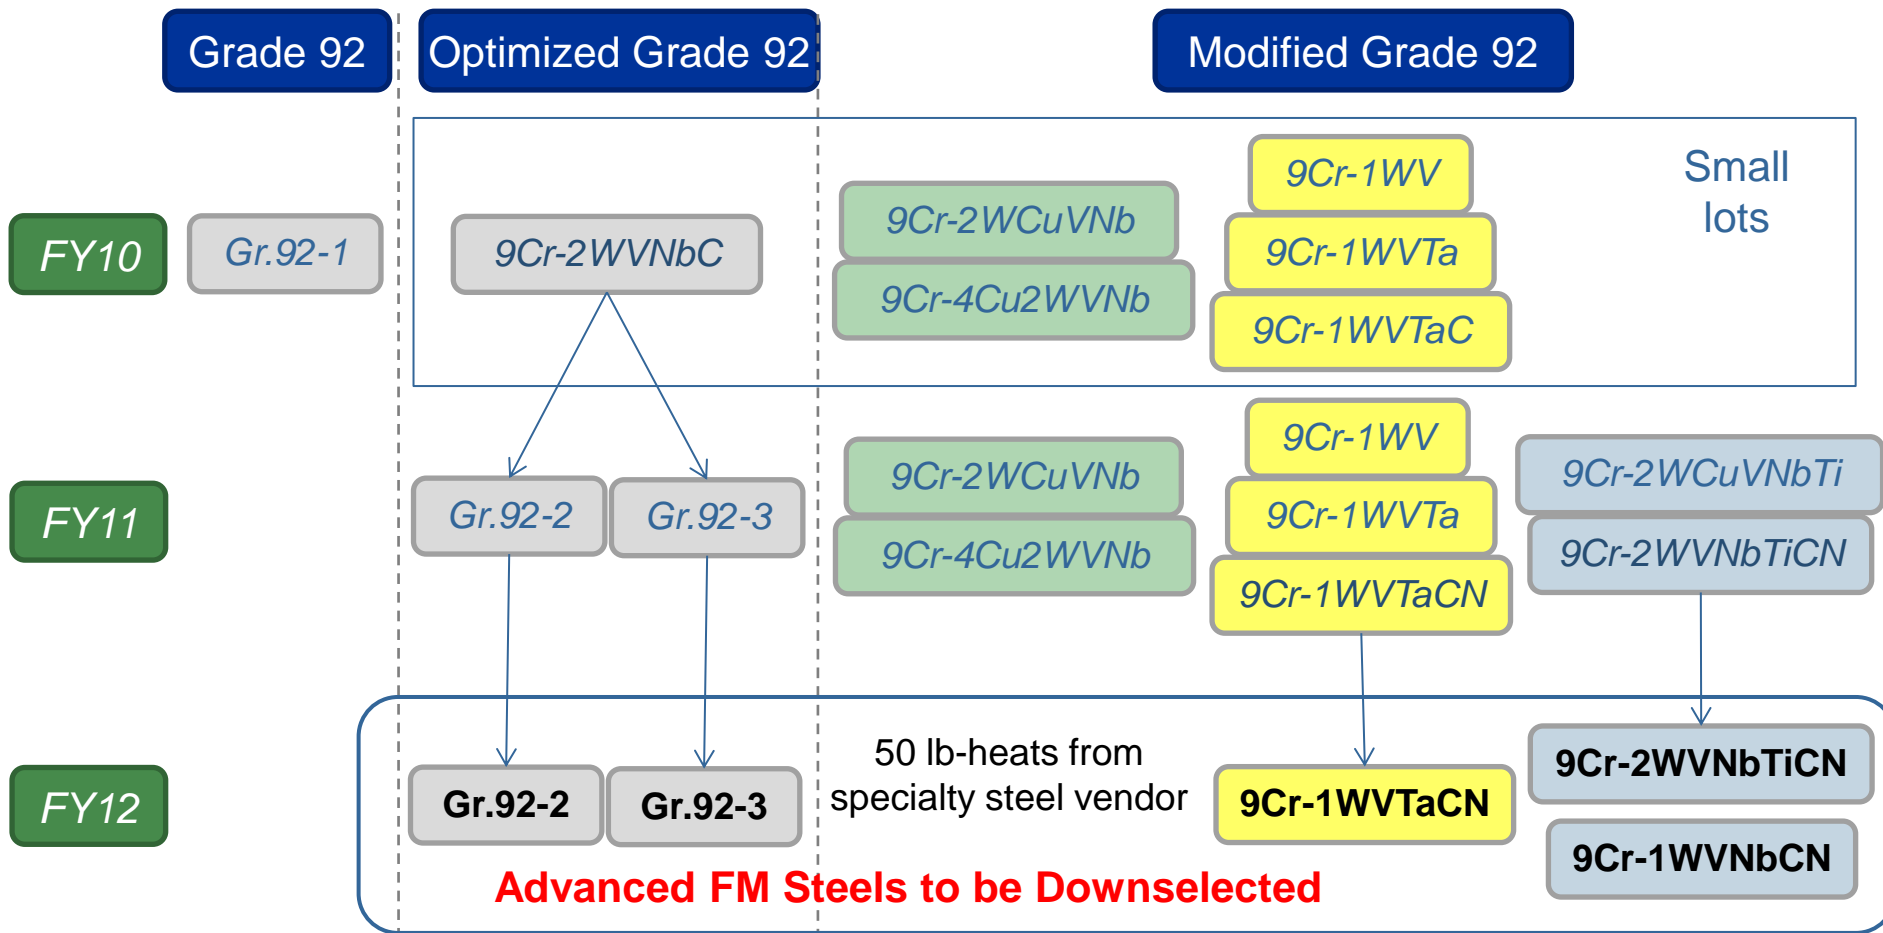 Grade 92
Optimized Grade 92
Modified Grade 92
Small
lots
FY10
Gr.92-1
9Cr-2WVNbC
9Cr-2WCuVNb
9Cr-4Cu2WVNb
9Cr-1WV
9Cr-1WVTa
9Cr-1WVTaC
FY11
Gr.92-2
Gr.92-3
9Cr-2WCuVNb
9Cr-4Cu2WVNb
9Cr-1WV
9Cr-1WVTa
9Cr-1WVTaCN
9Cr-2WCuVNbTi
9Cr-2WVNbTiCN
FY12
Gr.92-2
Gr.92-3
50 lb-heats from
specialty steel vendor
9Cr-1WVTaCN
9Cr-2WVNbTiCN
9Cr-1WVNbCN
Advanced FM Steels to be Downselected